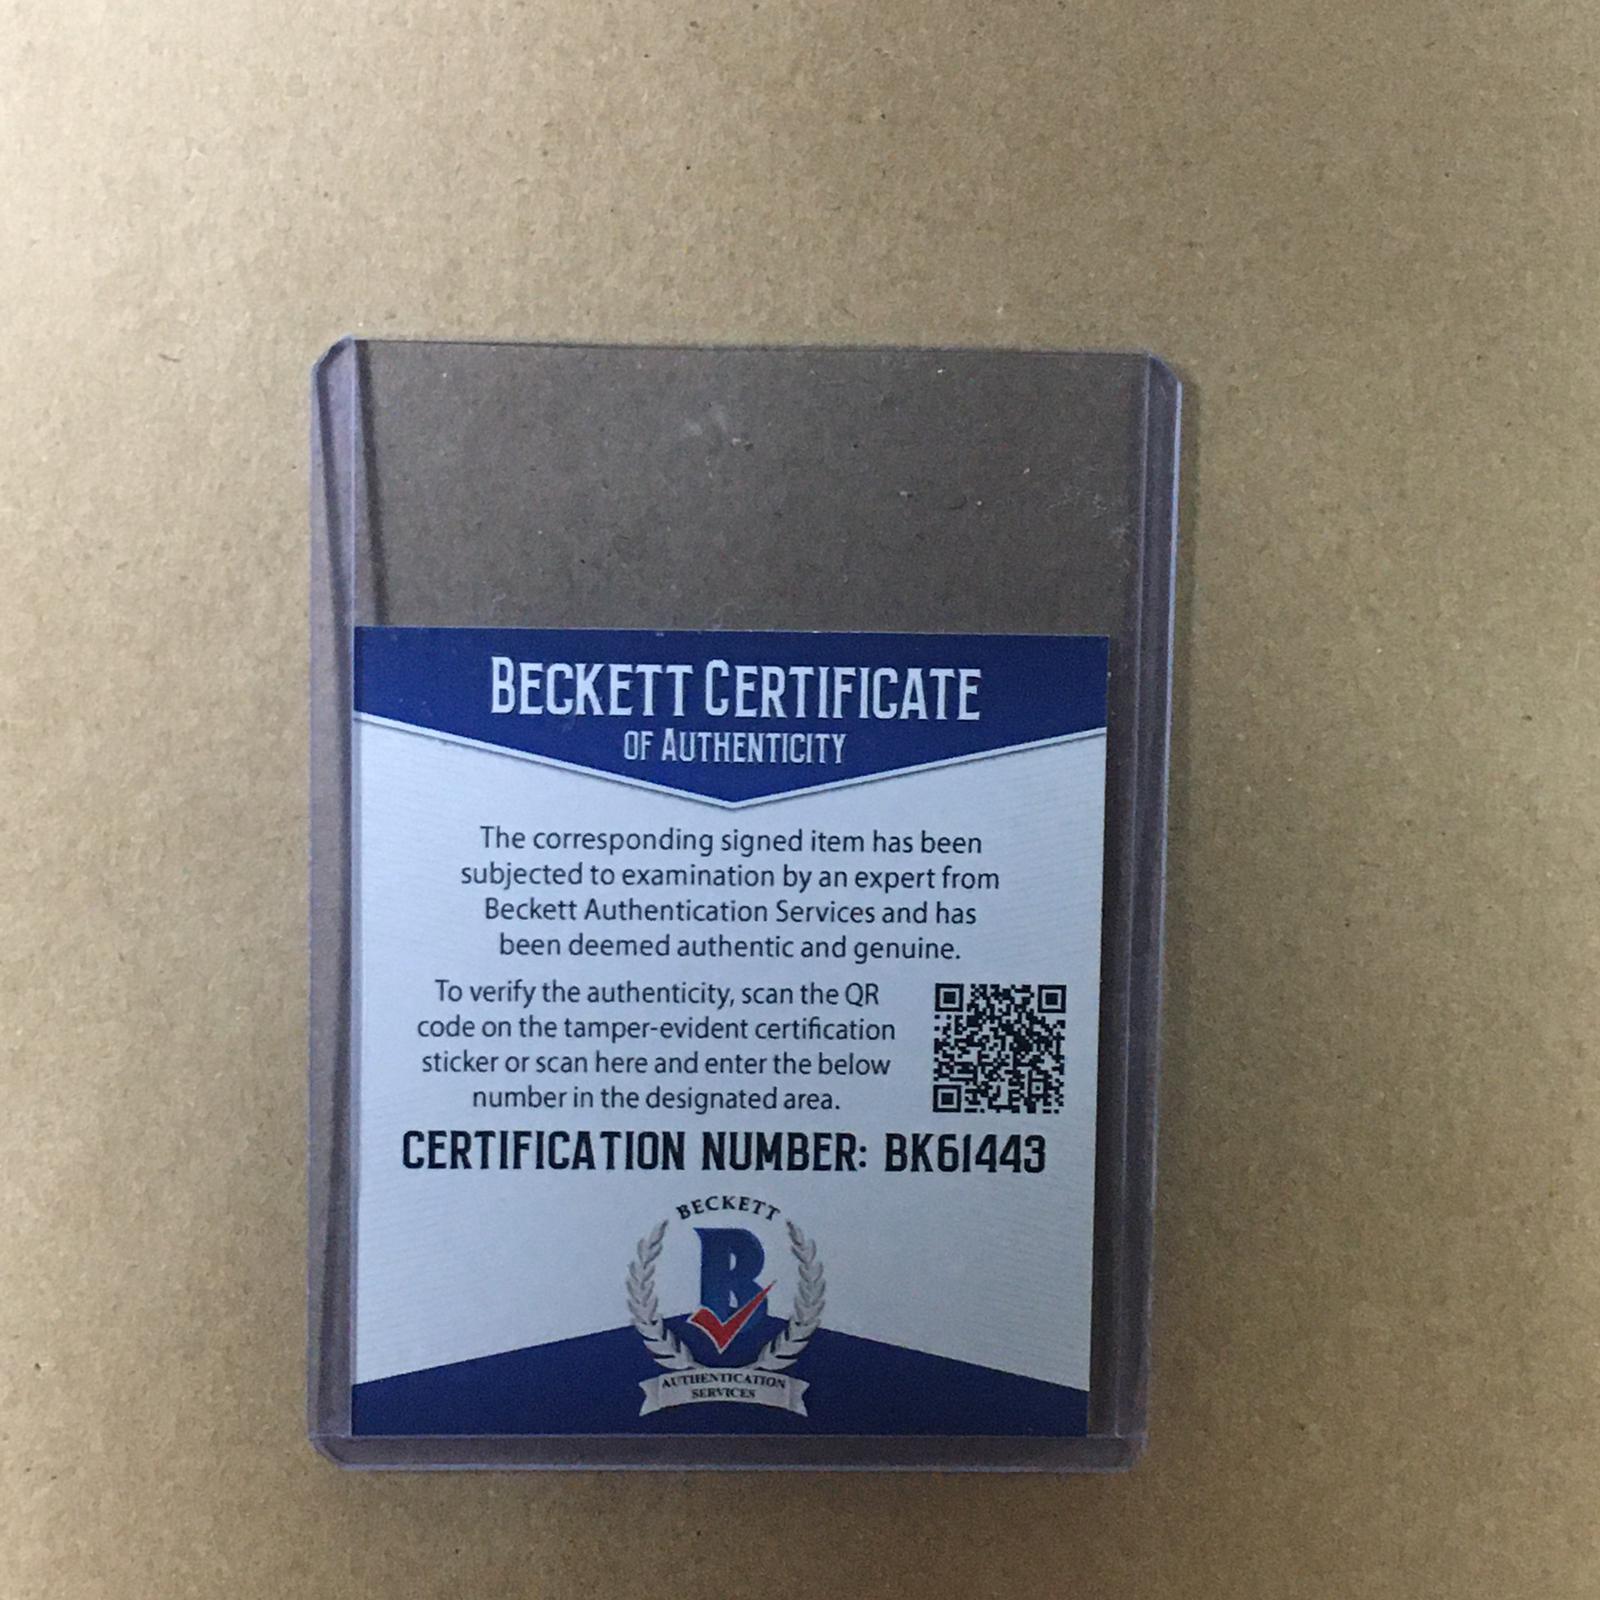 BECKETT CERTIFICATE
OF AUTHENTICITY
The corresponding signed item has been
subjected to examination by an expert from
Beckett Authentication Services and has
been deemed authentic and genuine.
To verify the authenticity, scan the QR
code on the tamper-evident certification
sticker or scan here and enter the below
number in the designated area.
CERTIFICATION NUMBER: BK61443
BECKETT
B
AUTHENTICATION
SERVICES